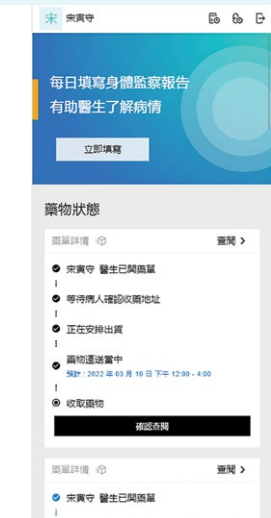 宋 宋寅守
每日填寫身體監察報告
有助醫生了解病情
立即填寫
藥物狀態
藥單詳情 查閱
宋寅守 醫生已開藥單
等待病人確認收藥地址
正在安排出貨
藥物運送當中
預計：2022 年 03 月 10 日 下午 12:00 - 4:00
收取藥物
確認查閱
藥單詳情 查閱
宋寅守 醫生已開藥單